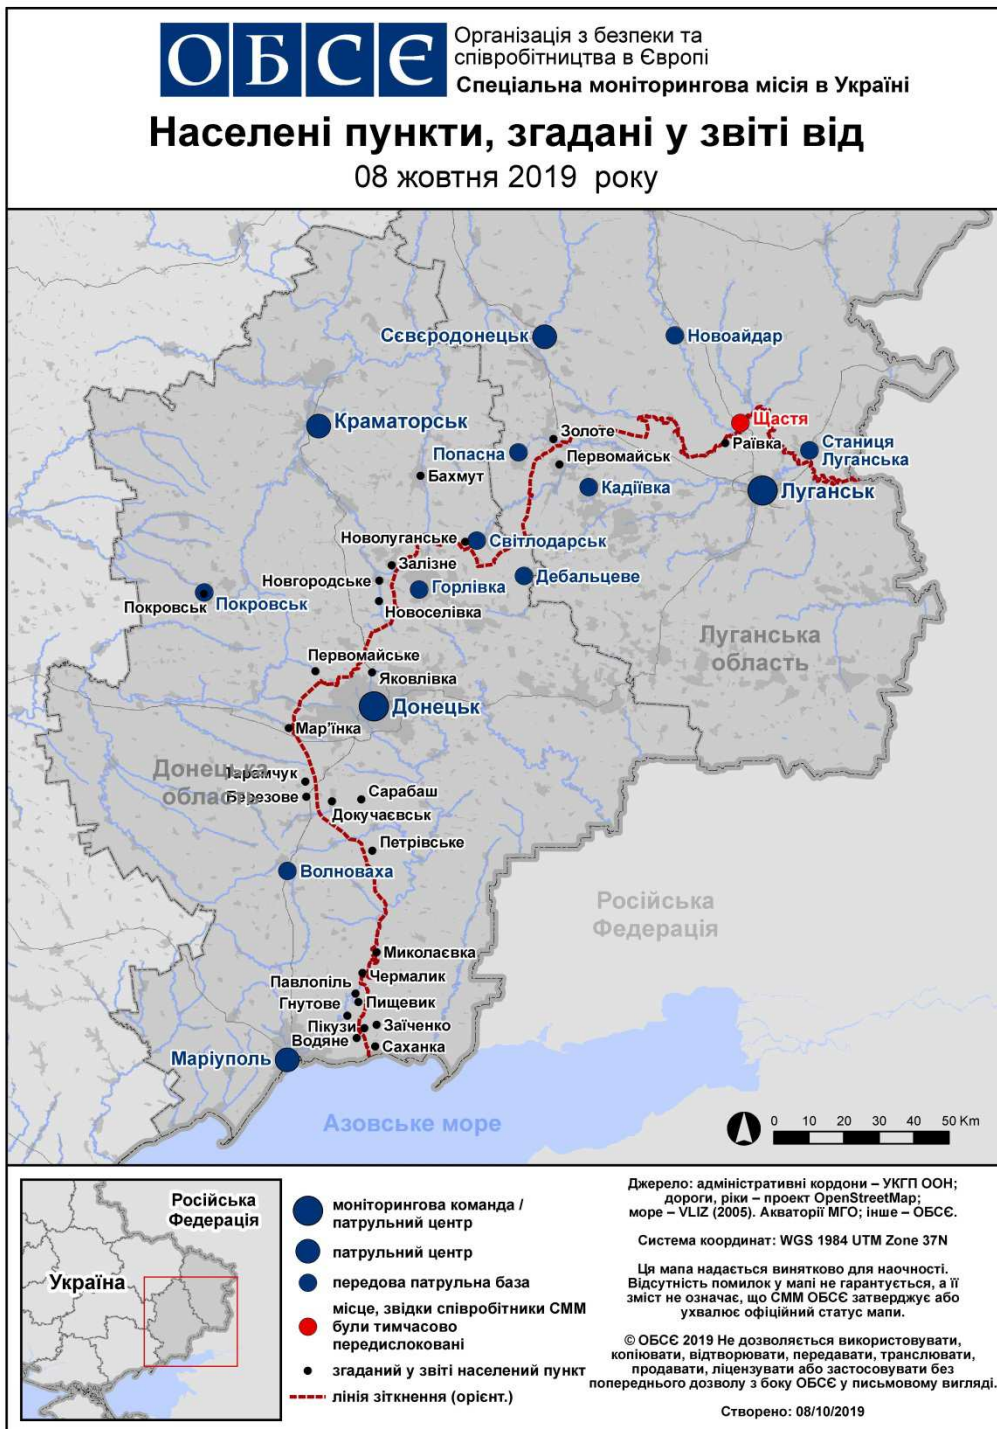 ОБСЄ
Організація з безпеки та
співробітництва в Європі
Спеціальна моніторингова місія в Україні
Населені пункти, згадані у звіті від
08 жовтня 2019 року
Сєвєродонецьк
Новоайдар
Краматорськ
Щастя
Золоте
Раївка
Станиця
Луганська
Попасна
Первомайськ
Бахмут
Кадіївка
Луганськ
Новолуганське
Світлодарськ
Залізне
Новгородське
Горлівка
Дебальцеве
Покровськ
Покровськ
Новоселівка
Луганська
область
Первомайське
Яковлівка
Донецьк
Мар'їнка
Донецька
область
Тарамчук
Березове
Сарабаш
Докучаєвськ
Петрівське
Волноваха
Російська
Федерація
Миколаєвка
Чермалик
Павлопіль
Гнутове
Пищевик
Пікузи
Заїченко
Водяне
Саханка
Маріуполь
Азовське море
0 10 20 30 40 50 Km
Російська
Федерація
Україна
моніторингова команда /
патрульний центр
патрульний центр
передова патрульна база
місце, звідки співробітники СММ
були тимчасово
передислоковані
згаданий у звіті населений пункт
лінія зіткнення (орієнт.)
Джерело: адміністративні кордони – УКГП ООН;
дороги, ріки – проект OpenStreetMap;
море – VLIZ (2005). Акваторії МГО; інше – ОБСЄ.
Система координат: WGS 1984 UTM Zone 37N
Ця мапа надається винятково для наочності.
Відсутність помилок у мапі не гарантується, а її
зміст не означає, що СММ ОБСЄ затверджує або
ухвалює офіційний статус мапи.
© ОБСЄ 2019 Не дозволяється використовувати,
копіювати, відтворювати, передавати, транслювати,
продавати, ліцензувати або застосовувати без
попереднього дозволу з боку ОБСЄ у письмовому вигляді.
Створено: 08/10/2019